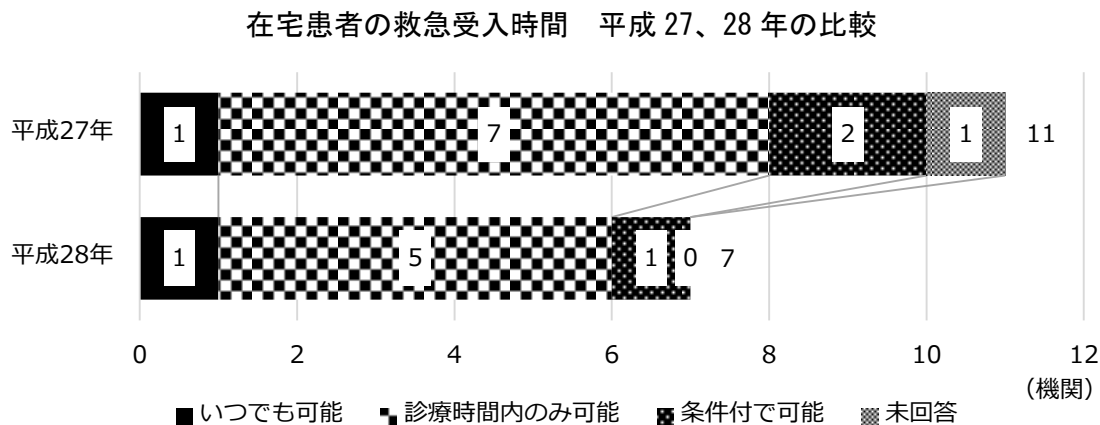 在宅患者の救急受入時間　平成 27、28 年の比較
平成27年
1
7
2
1
11
平成28年
1
5
1
0
7
0
2
4
6
8
10
12
（機関）
いつでも可能
診療時間内のみ可能
条件付で可能
未回答